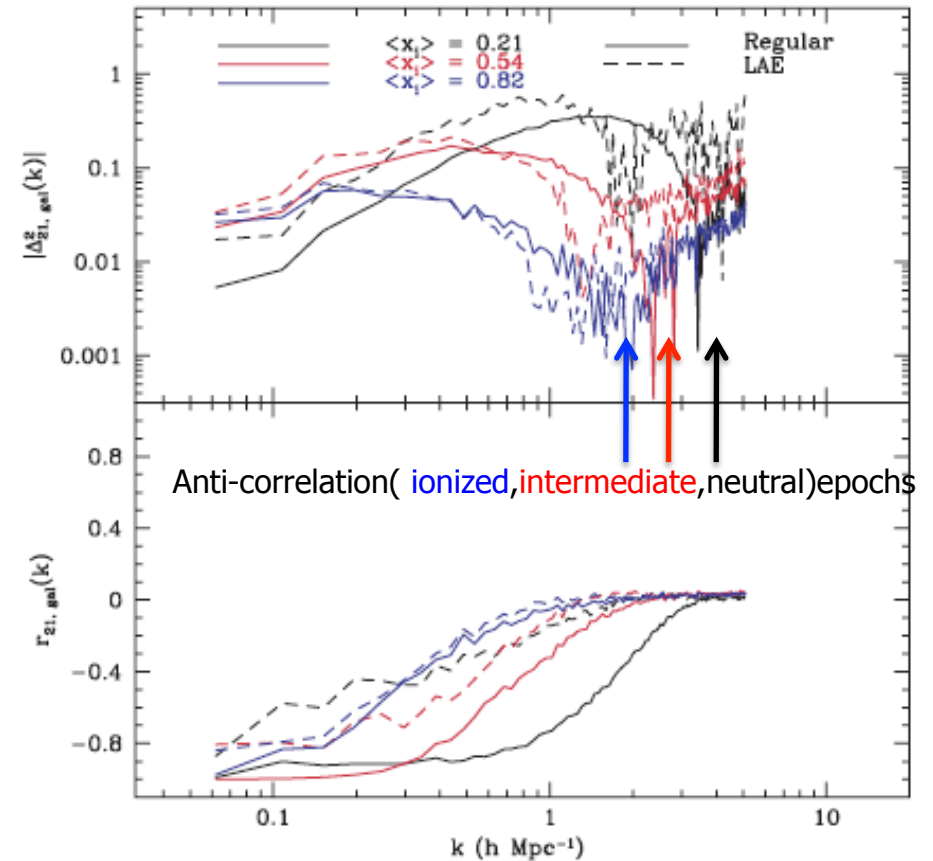 <x_i> = 0.21
<x_i> = 0.54
<x_i> = 0.82
Regular
LAE
|Δ²₂₁, gal(k)|
1
0.1
0.01
0.001
Anti-correlation( ionized,intermediate,neutral)epochs
r₂₁, gal(k)
0.8
0.4
0
−0.4
−0.8
0.1
1
10
k (h Mpc⁻¹)